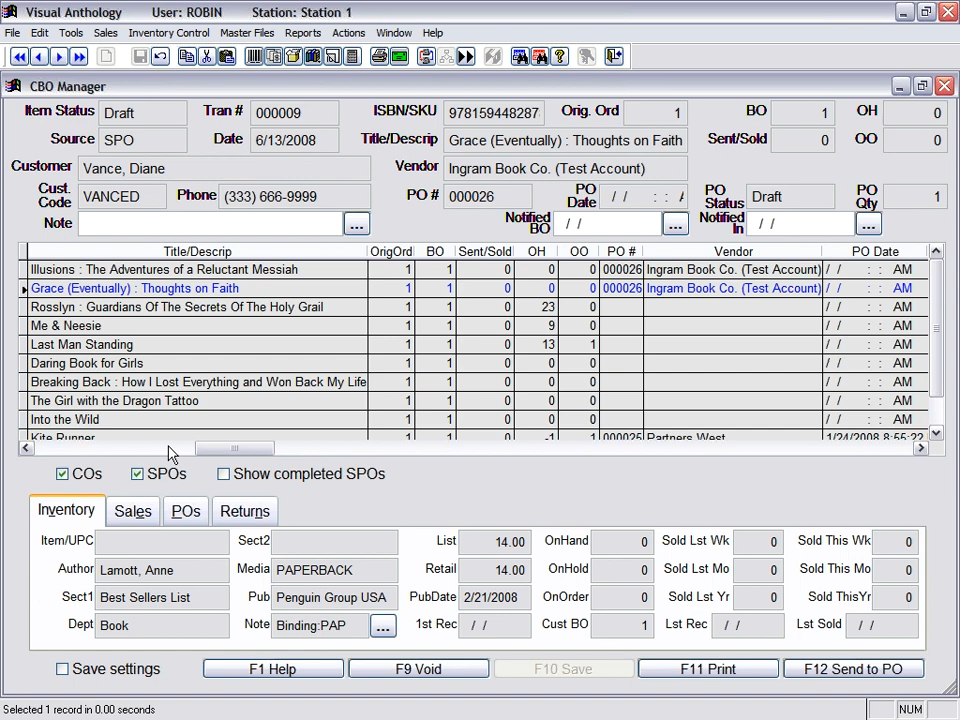 Visual Anthology User: ROBIN Station: Station 1
File Edit Tools Sales Inventory Control Master Files Reports Actions Window Help
CBO Manager
Item Status Draft Tran # 000009 ISBN/SKU 978159448287 Orig. Ord 1 BO 1 OH 0
Source SPO Date 6/13/2008 Title/Descrip Grace (Eventually) : Thoughts on Faith Sent/Sold 0 OO 0
Customer Vance, Diane Vendor Ingram Book Co. (Test Account)
Cust. Code VANCED Phone (333) 666-9999 PO # 000026 PO Date / / : : A PO Status Draft PO Qty 1
Note ... Notified BO / / ... Notified In / / ...
Title/Descrip OrigOrd BO Sent/Sold OH OO PO # Vendor PO Date
Illusions : The Adventures of a Reluctant Messiah 1 1 0 0 0 000026 Ingram Book Co. (Test Account) / / : : AM
Grace (Eventually) : Thoughts on Faith 1 1 0 0 0 000026 Ingram Book Co. (Test Account) / / : : AM
Rosslyn : Guardians Of The Secrets Of The Holy Grail 1 1 0 23 0 / / : : AM
Me & Neesie 1 1 0 9 0 / / : : AM
Last Man Standing 1 1 0 13 1 / / : : AM
Daring Book for Girls 1 1 0 0 0 / / : : AM
Breaking Back : How I Lost Everything and Won Back My Life 1 1 0 0 0 / / : : AM
The Girl with the Dragon Tattoo 1 1 0 0 0 / / : : AM
Into the Wild 1 1 0 0 0 / / : : AM
Kite Runner 1 1 0 -1 1 000025 Partners West 1/24/2008 8:55:22
COs SPOs Show completed SPOs
Inventory Sales POs Returns
Item/UPC Sect2 List 14.00 OnHand 0 Sold Lst Wk 0 Sold This Wk 0
Author Lamott, Anne Media PAPERBACK Retail 14.00 OnHold 0 Sold Lst Mo 0 Sold This Mo 0
Sect1 Best Sellers List Pub Penguin Group USA PubDate 2/21/2008 OnOrder 0 Sold Lst Yr 0 Sold ThisYr 0
Dept Book Note Binding:PAP ... 1st Rec / / Cust BO 1 Lst Rec / / Lst Sold / /
Save settings F1 Help F9 Void F10 Save F11 Print F12 Send to PO
Selected 1 record in 0.00 seconds NUM